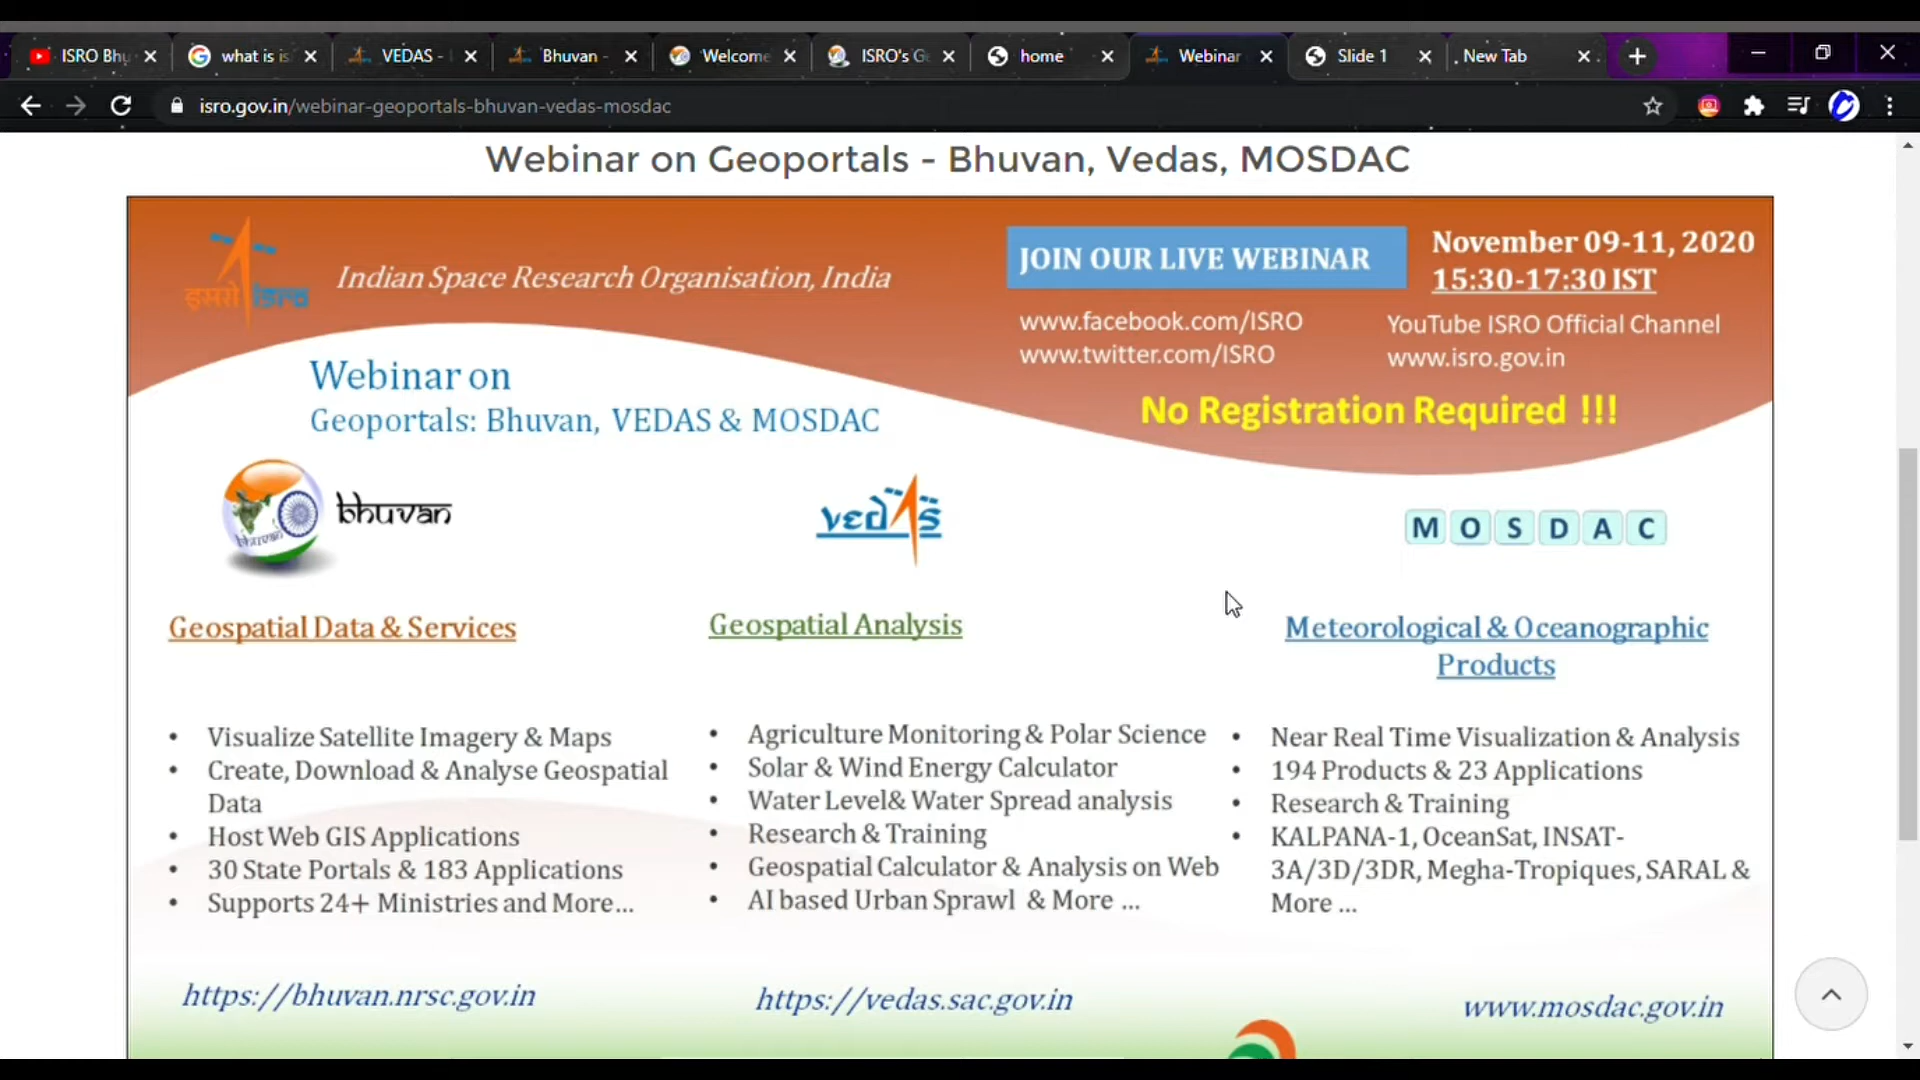 ISRO Bhu
what is is
VEDAS -
Bhuvan -
Welcome
ISRO's G
home
Webinar
Slide 1
New Tab
isro.gov.in/webinar-geoportals-bhuvan-vedas-mosdac
Webinar on Geoportals - Bhuvan, Vedas, MOSDAC
इसरो isro
Indian Space Research Organisation, India
JOIN OUR LIVE WEBINAR
November 09-11, 2020
15:30-17:30 IST
www.facebook.com/ISRO
www.twitter.com/ISRO
YouTube ISRO Official Channel
www.isro.gov.in
No Registration Required !!!
Webinar on
Geoportals: Bhuvan, VEDAS & MOSDAC
bhuvan
bhuvan
vedas
MOSDAC
Geospatial Data & Services
• Visualize Satellite Imagery & Maps
• Create, Download & Analyse Geospatial
Data
• Host Web GIS Applications
• 30 State Portals & 183 Applications
• Supports 24+ Ministries and More...
https://bhuvan.nrsc.gov.in
Geospatial Analysis
• Agriculture Monitoring & Polar Science
• Solar & Wind Energy Calculator
• Water Level& Water Spread analysis
• Research & Training
• Geospatial Calculator & Analysis on Web
• AI based Urban Sprawl & More ...
https://vedas.sac.gov.in
Meteorological & Oceanographic
Products
• Near Real Time Visualization & Analysis
• 194 Products & 23 Applications
• Research & Training
• KALPANA-1, OceanSat, INSAT-
3A/3D/3DR, Megha-Tropiques, SARAL &
More ...
www.mosdac.gov.in